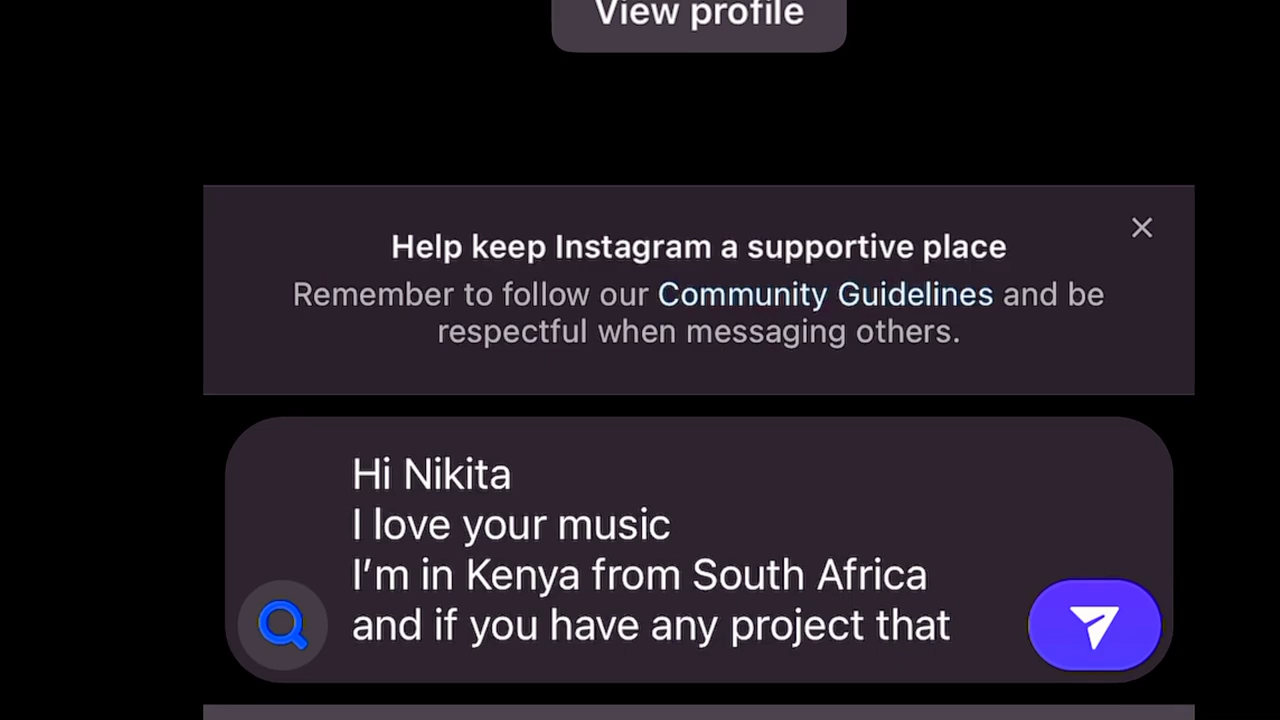 View profile
Help keep Instagram a supportive place
Remember to follow our Community Guidelines and be
respectful when messaging others.
Hi Nikita
I love your music
I’m in Kenya from South Africa
and if you have any project that